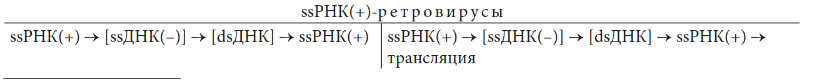 ssРНК(+)-ретровирусы
ssРНК(+) → [ssДНК(–)] → [dsДНК] → ssРНК(+)
ssРНК(+) → [ssДНК(–)] → [dsДНК] → ssРНК(+) →
трансляция